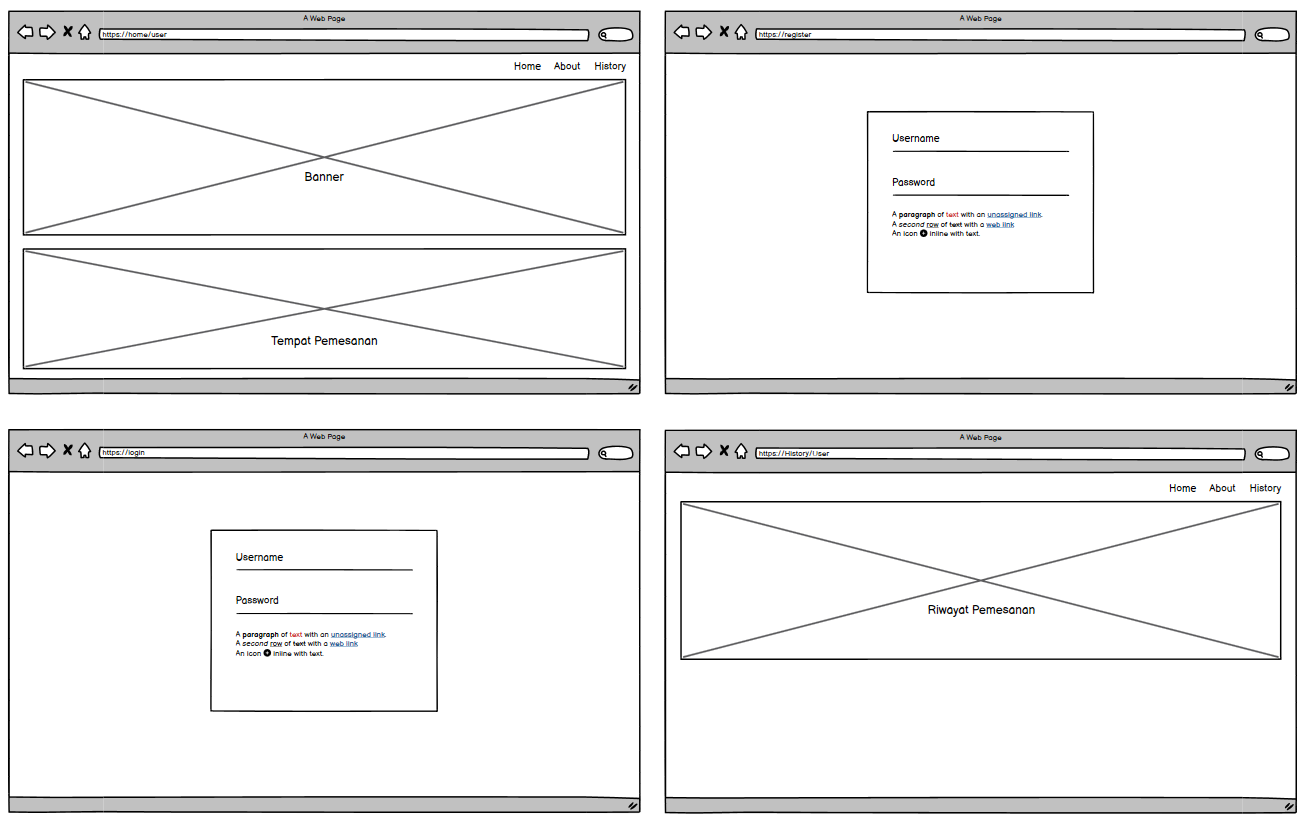 A Web Page
https://home/user
Home About History
Banner
Tempat Pemesanan
A Web Page
https://register
Username
Password
A paragraph of text with an unassigned link.
A second row of text with a web link
An icon inline with text.
A Web Page
https://login
Username
Password
A paragraph of text with an unassigned link.
A second row of text with a web link
An icon inline with text.
A Web Page
https://History/User
Home About History
Riwayat Pemesanan